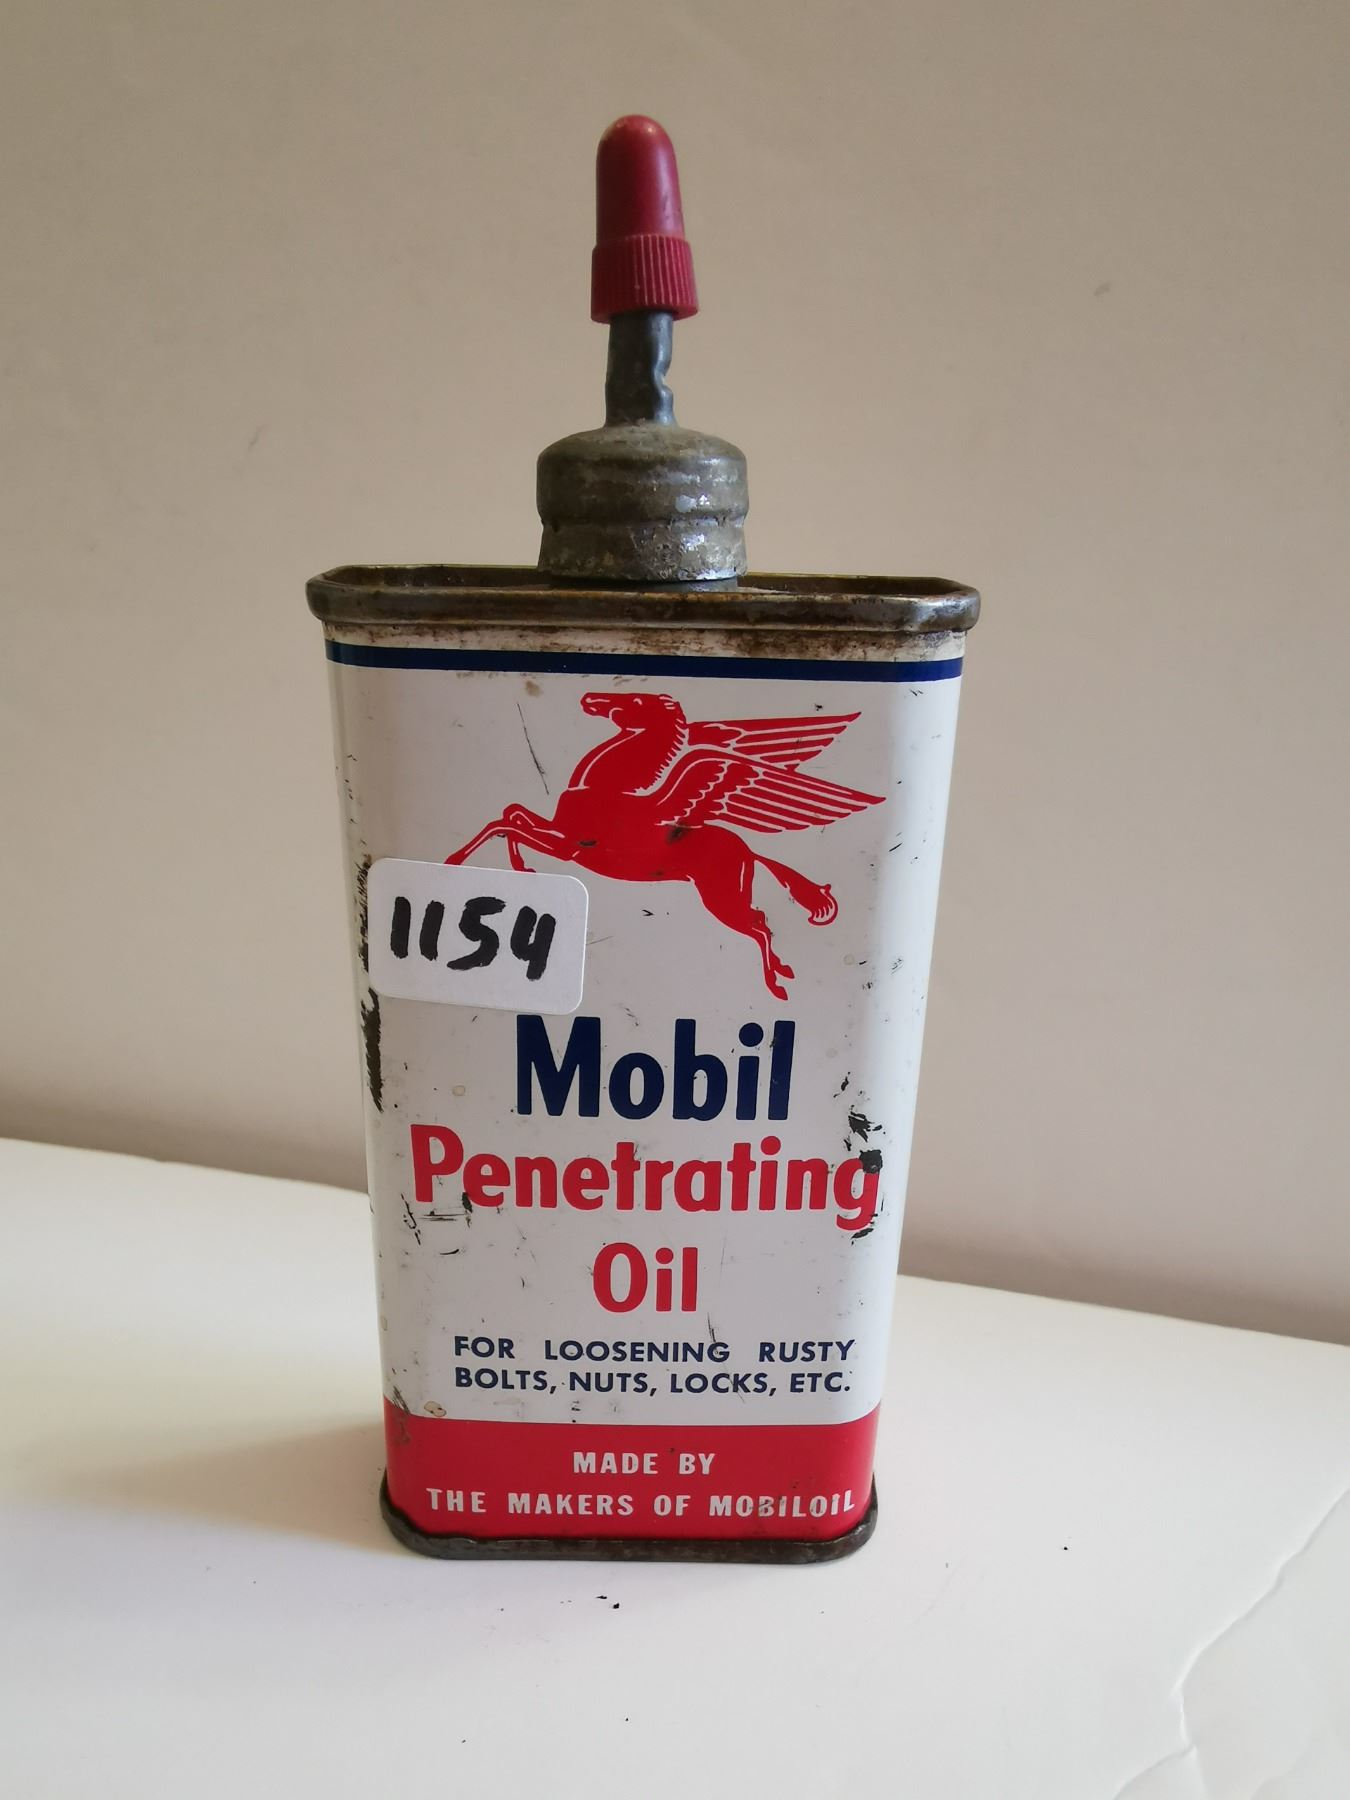 1154
Mobil
Penetrating
Oil
FOR LOOSENING RUSTY
BOLTS, NUTS, LOCKS, ETC.
MADE BY
THE MAKERS OF MOBILOIL